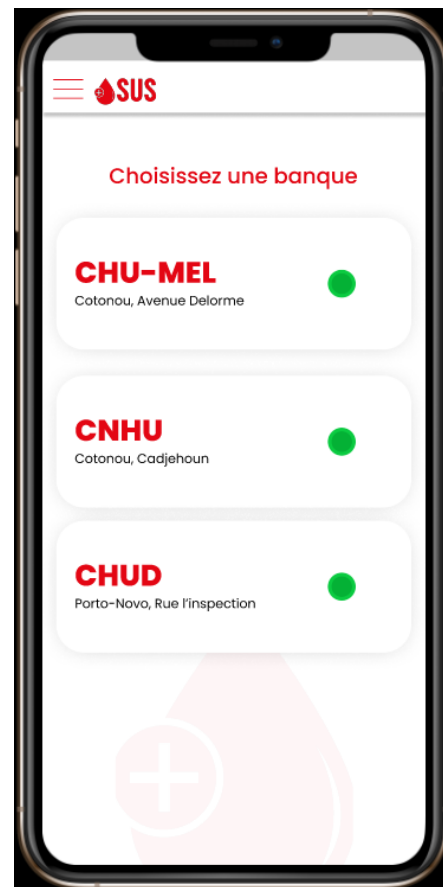 SUS
Choisissez une banque
CHU-MEL
Cotonou, Avenue Delorme
CNHU
Cotonou, Cadjehoun
CHUD
Porto-Novo, Rue l'inspection